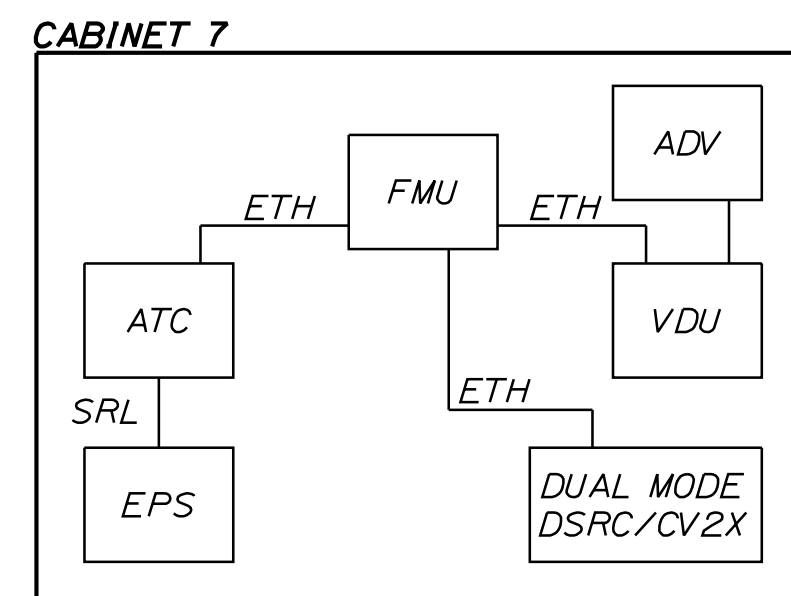 CABINET 7
ADV
FMU
ETH
ETH
ATC
VDU
ETH
SRL
EPS
DUAL MODE
DSRC/CV2X